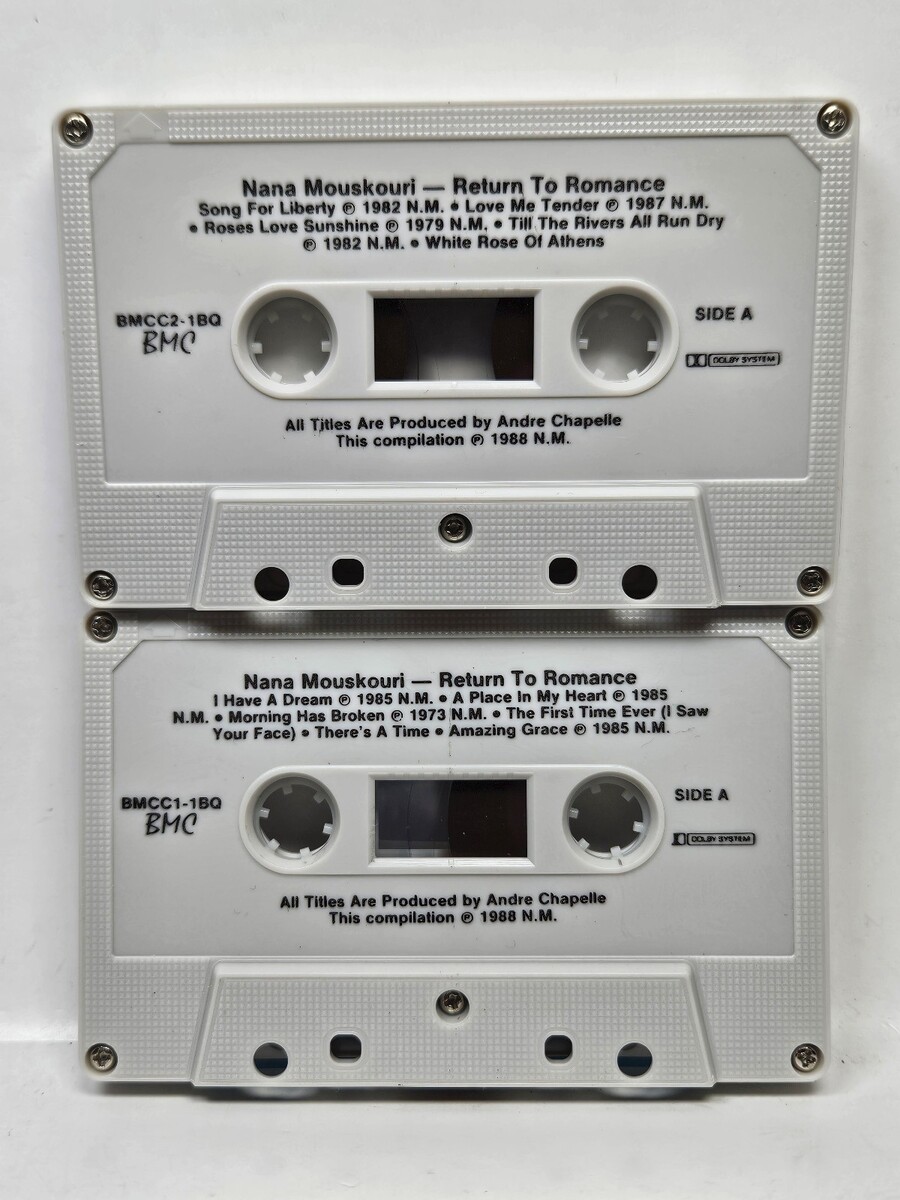 Nana Mouskouri — Return To Romance
Song For Liberty ℗ 1982 N.M. • Love Me Tender ℗ 1987 N.M.
• Roses Love Sunshine ℗ 1979 N.M. • Till The Rivers All Run Dry
℗ 1982 N.M. • White Rose Of Athens
BMCC2-1BQ
BMC
SIDE A
DOLBY SYSTEM
All Titles Are Produced by Andre Chapelle
This compilation ℗ 1988 N.M.
Nana Mouskouri — Return To Romance
I Have A Dream ℗ 1985 N.M. • A Place In My Heart ℗ 1985
N.M. • Morning Has Broken ℗ 1973 N.M. • The First Time Ever (I Saw
Your Face) • There's A Time • Amazing Grace ℗ 1985 N.M.
BMCC1-1BQ
BMC
SIDE A
DOLBY SYSTEM
All Titles Are Produced by Andre Chapelle
This compilation ℗ 1988 N.M.